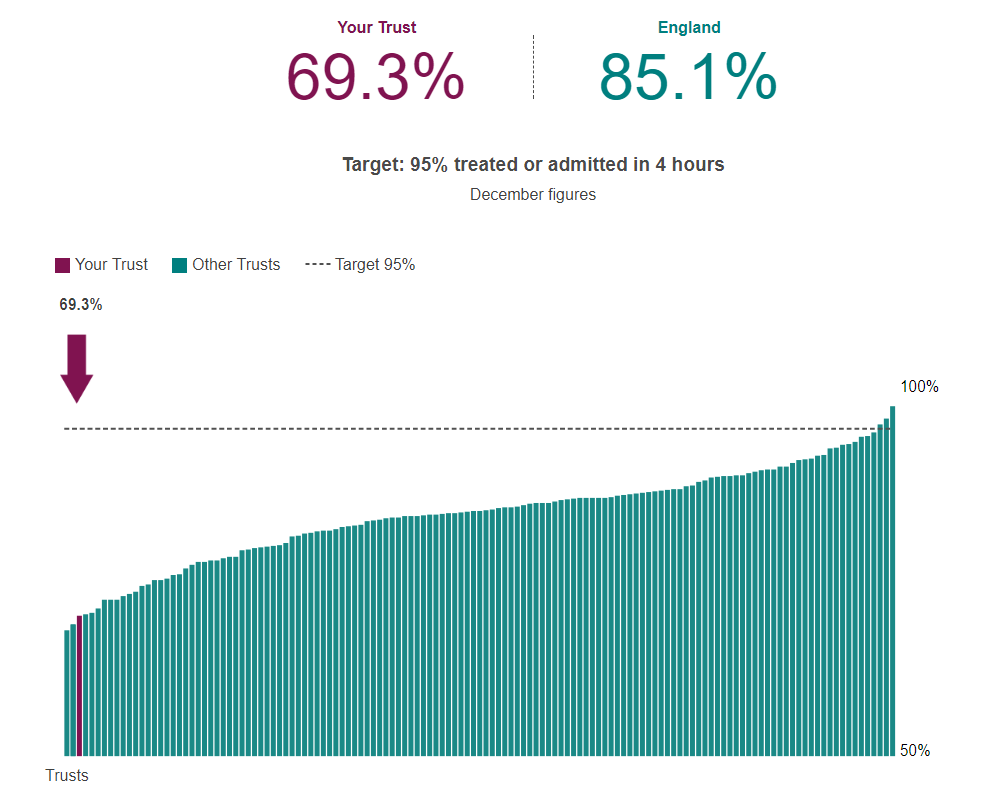 Your Trust England
69.3% 85.1%
Target: 95% treated or admitted in 4 hours
December figures
Your Trust Other Trusts Target 95%
69.3%
100%
50%
Trusts